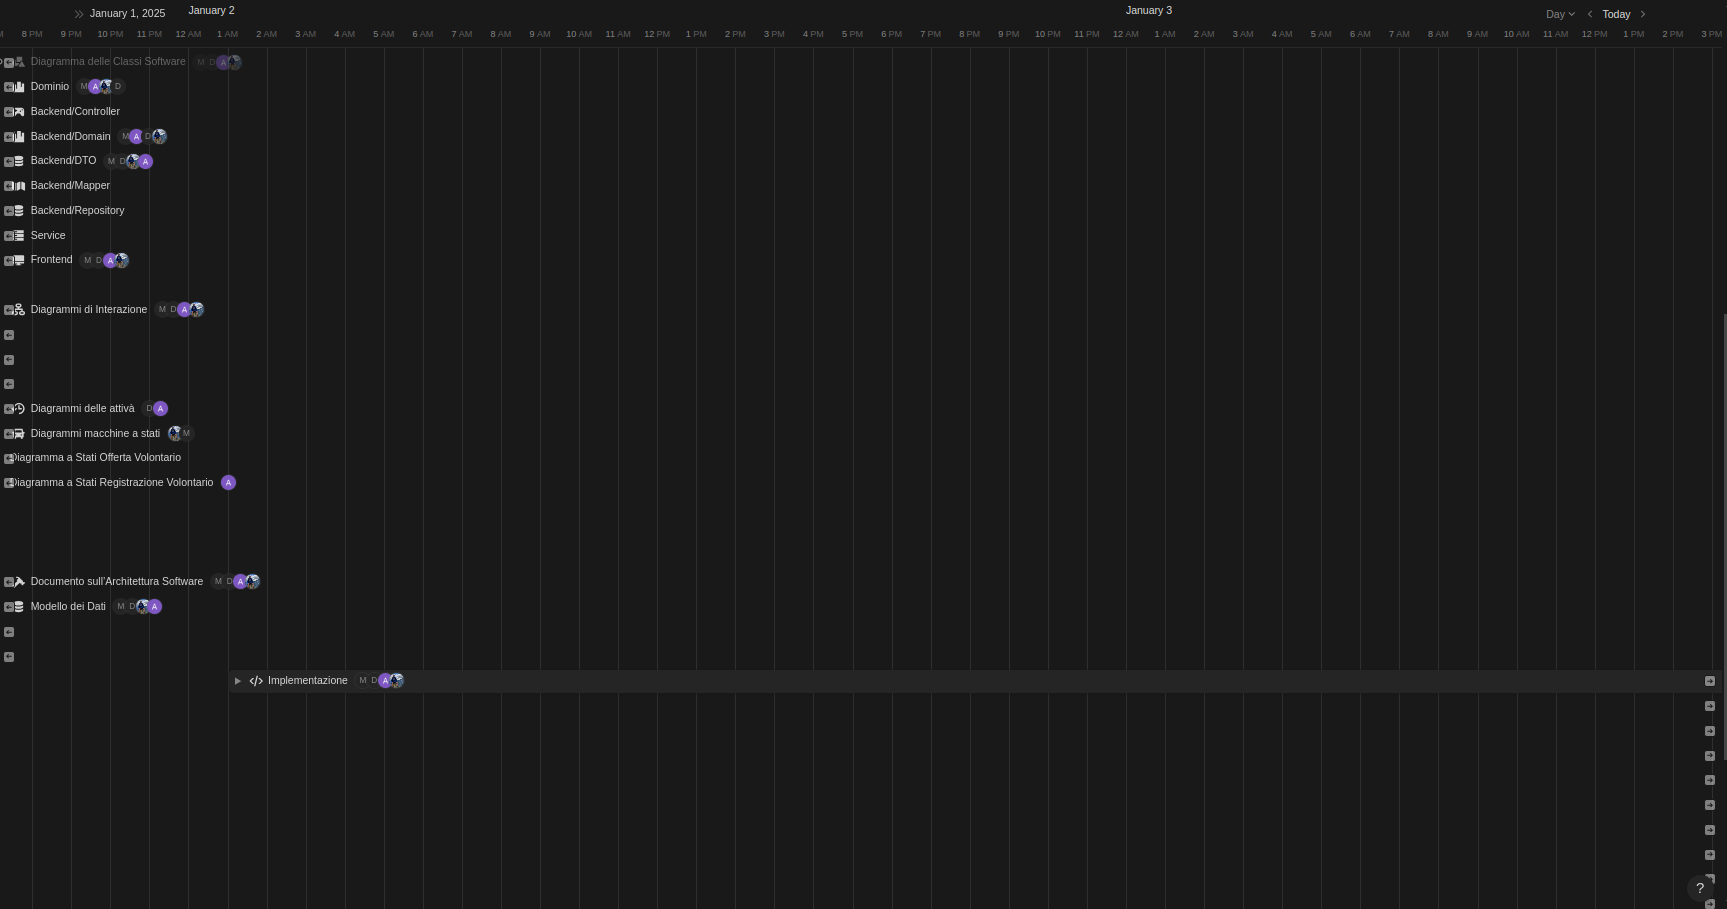 January 1, 2025 January 2 January 3 Day Today
8 PM 9 PM 10 PM 11 PM 12 AM 1 AM 2 AM 3 AM 4 AM 5 AM 6 AM 7 AM 8 AM 9 AM 10 AM 11 AM 12 PM 1 PM 2 PM 3 PM 4 PM 5 PM 6 PM 7 PM 8 PM 9 PM 10 PM 11 PM 12 AM 1 AM 2 AM 3 AM 4 AM 5 AM 6 AM 7 AM 8 AM 9 AM 10 AM 11 AM 12 PM 1 PM 2 PM 3 PM
Diagramma delle Classi Software M D A
Dominio M A D
Backend/Controller
Backend/Domain M A D
Backend/DTO M D A
Backend/Mapper
Backend/Repository
Service
Frontend M D A
Diagrammi di Interazione M D A
Diagrammi delle attivà D A
Diagrammi macchine a stati M
Diagramma a Stati Offerta Volontario
Diagramma a Stati Registrazione Volontario A
Documento sull'Architettura Software M D A
Modello dei Dati M D A
</> Implementazione M D A
?